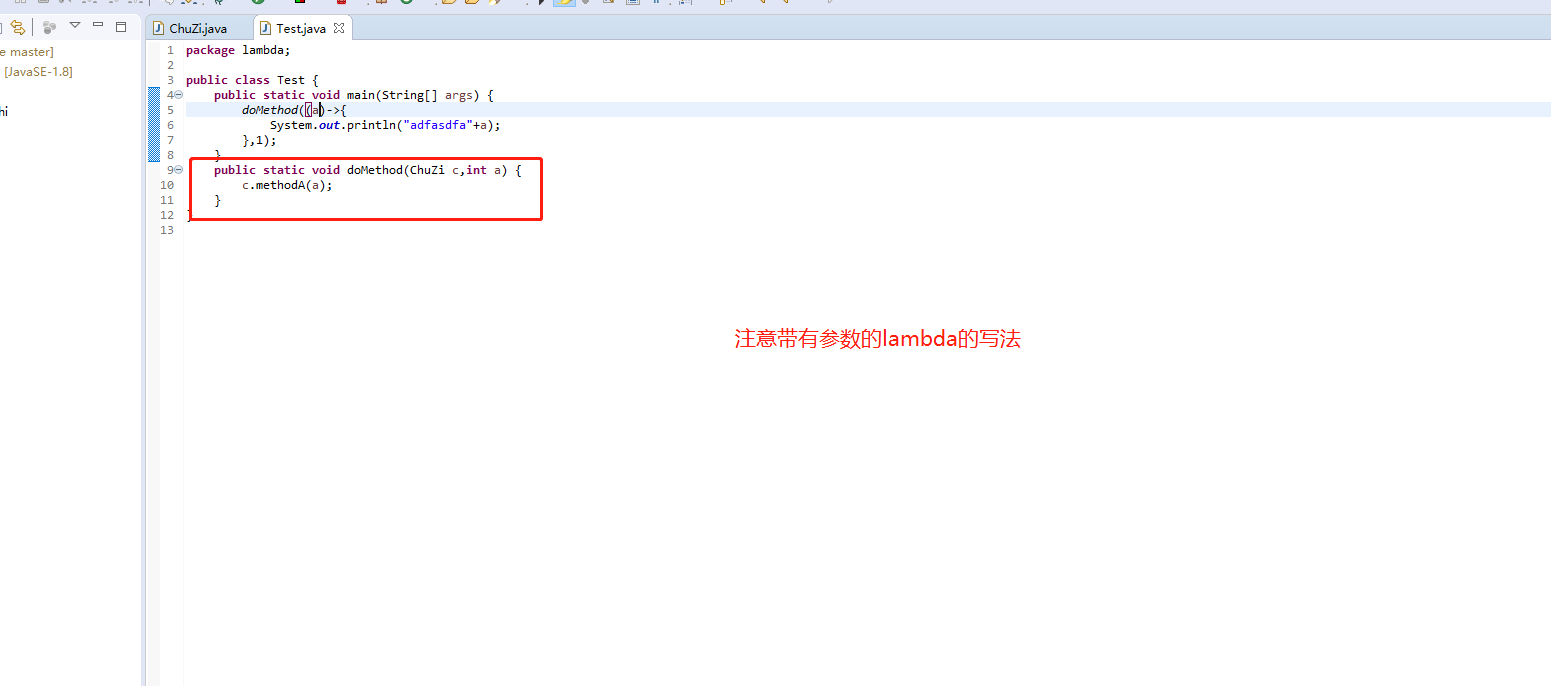 ChuZi.java
Test.java
e master]
[JavaSE-1.8]
hi
1 package lambda;
2
3 public class Test {
4 public static void main(String[] args) {
5 doMethod((a)->{
6 System.out.println("adfasdfa"+a);
7 },1);
8 }
9 public static void doMethod(ChuZi c,int a) {
10 c.methodA(a);
11 }
12 }
13
注意带有参数的lambda的写法